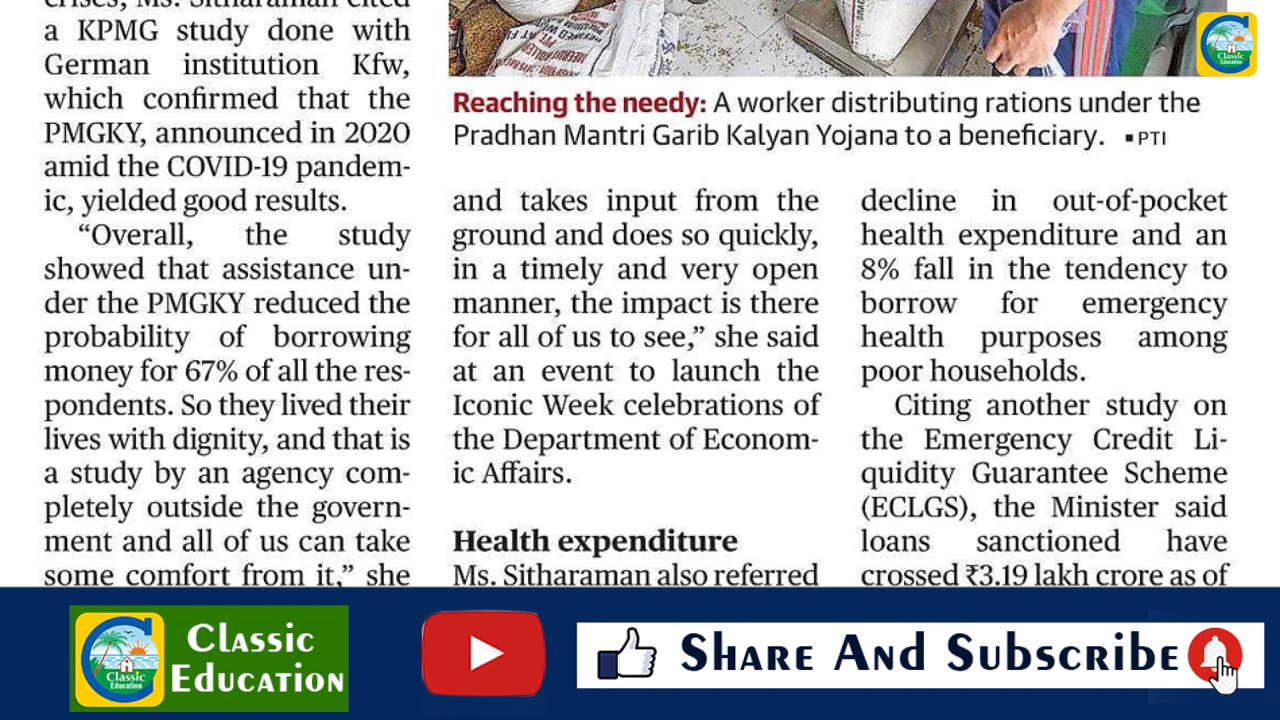 crises, Ms. Sitharaman cited
a KPMG study done with
German institution Kfw,
which confirmed that the
PMGKY, announced in 2020
amid the COVID-19 pandem-
ic, yielded good results.
“Overall, the study
showed that assistance un-
der the PMGKY reduced the
probability of borrowing
money for 67% of all the res-
pondents. So they lived their
lives with dignity, and that is
a study by an agency com-
pletely outside the govern-
ment and all of us can take
some comfort from it,” she
Reaching the needy: A worker distributing rations under the
Pradhan Mantri Garib Kalyan Yojana to a beneficiary. ▪PTI
and takes input from the
ground and does so quickly,
in a timely and very open
manner, the impact is there
for all of us to see,” she said
at an event to launch the
Iconic Week celebrations of
the Department of Econom-
ic Affairs.
Health expenditure
Ms. Sitharaman also referred
decline in out-of-pocket
health expenditure and an
8% fall in the tendency to
borrow for emergency
health purposes among
poor households.
Citing another study on
the Emergency Credit Li-
quidity Guarantee Scheme
(ECLGS), the Minister said
loans sanctioned have
crossed ₹3.19 lakh crore as of
Classic
Education
Classic
Education
Classic
Education
Share And Subscribe